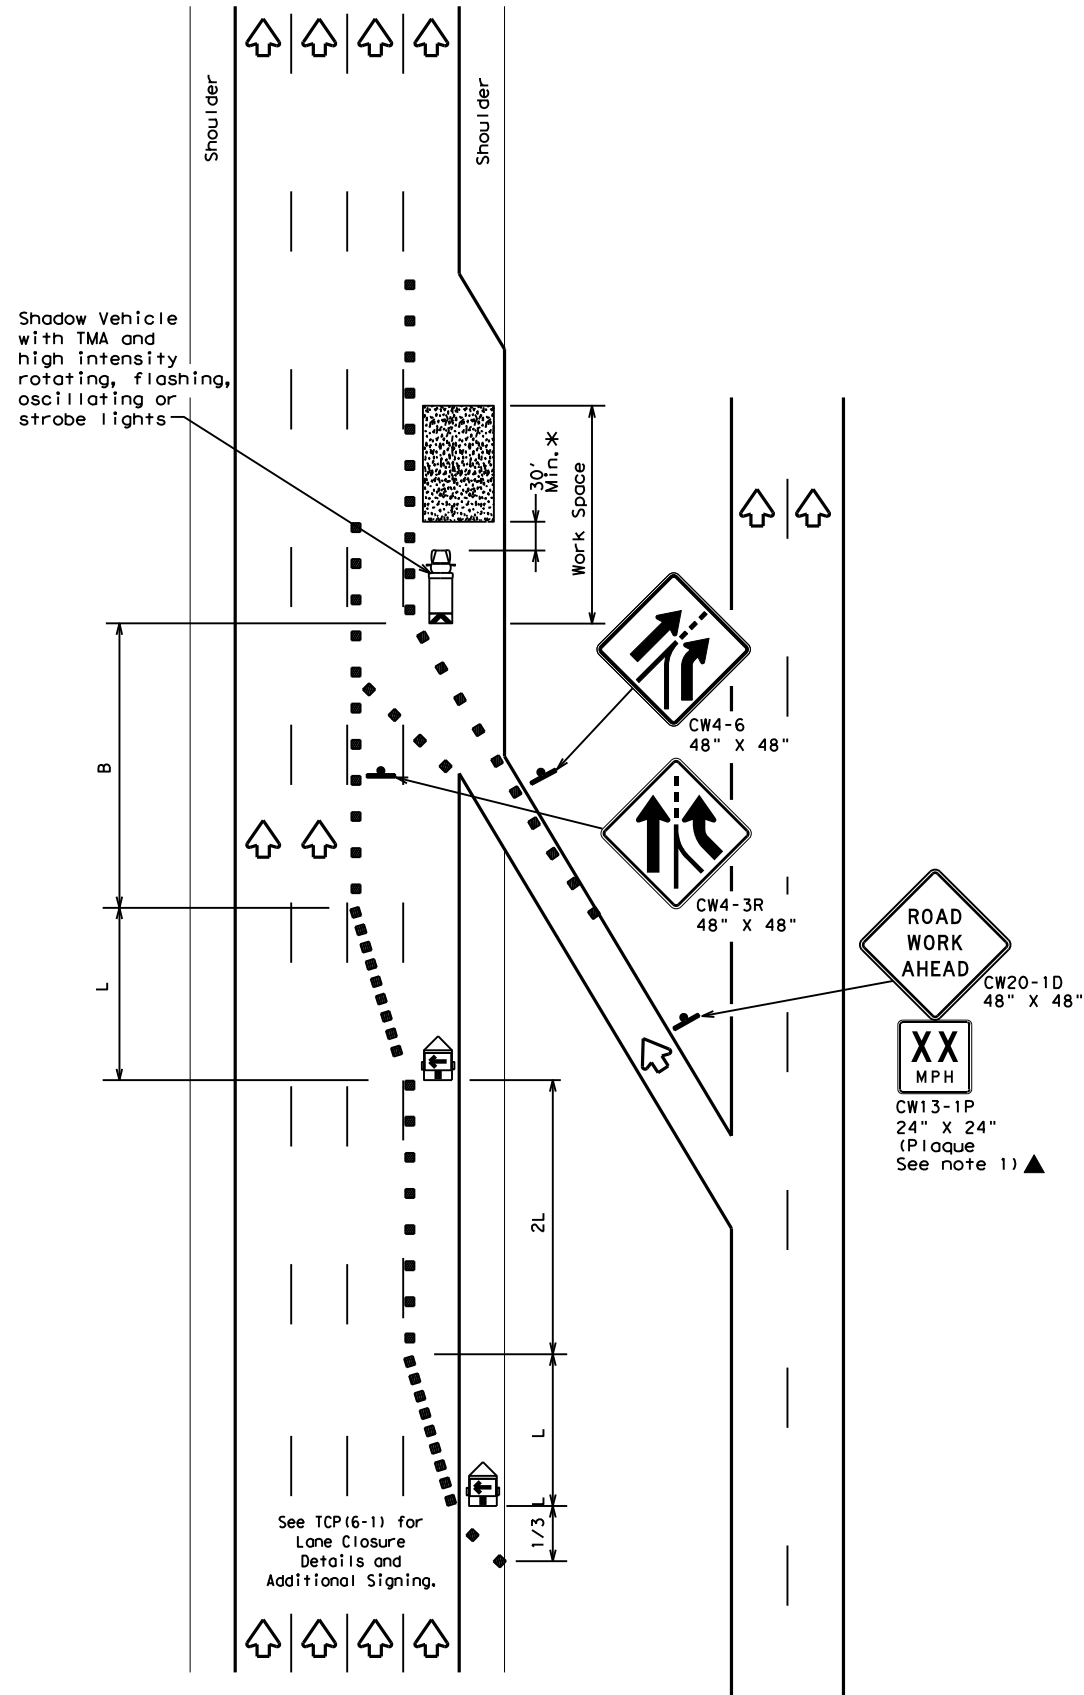 Shoulder
Shoulder
Shadow Vehicle
with TMA and
high intensity
rotating, flashing,
oscillating or
strobe lights
30'
Min.*
Work Space
CW4-6
48" X 48"
B
CW4-3R
48" X 48"
ROAD
WORK
AHEAD
CW20-1D
48" X 48"
L
XX
MPH
CW13-1P
24" X 24"
(Plaque
See note 1)▲
2L
L
1/3 L
See TCP(6-1) for
Lane Closure
Details and
Additional Signing.